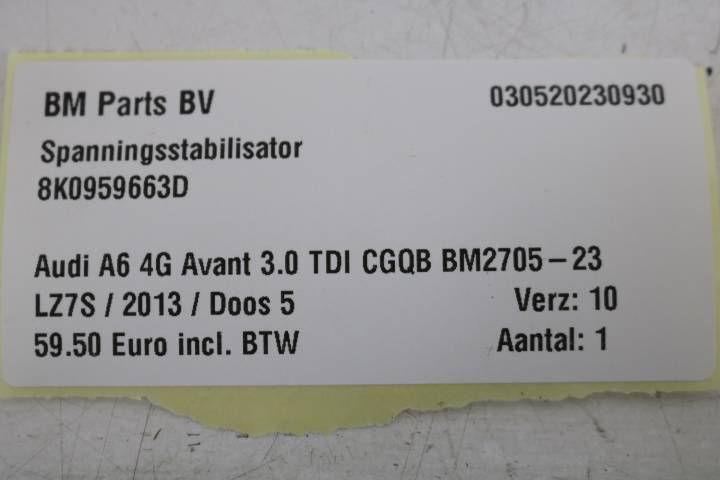 BM Parts BV 030520230930
Spanningsstabilisator
8K0959663D
Audi A6 4G Avant 3.0 TDI CGQB BM2705-23
LZ7S / 2013 / Doos 5 Verz: 10
59.50 Euro incl. BTW Aantal: 1